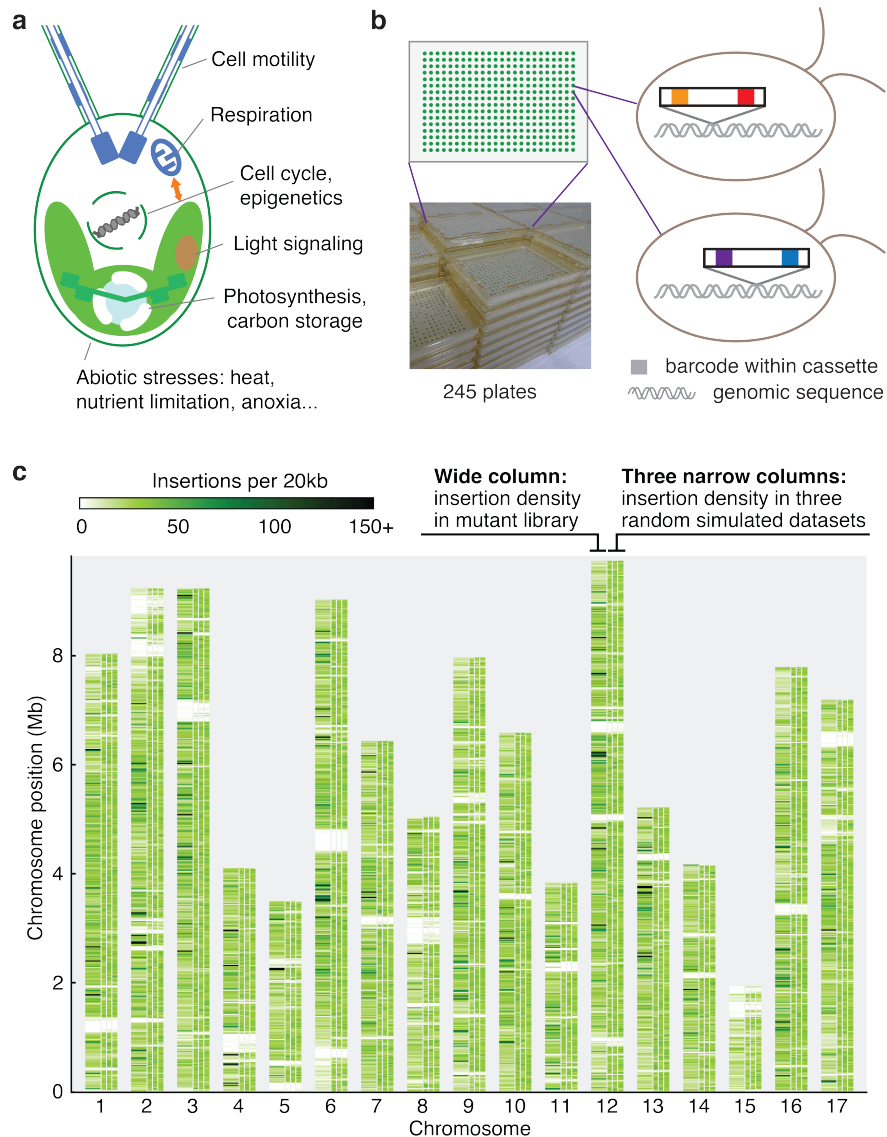 a
Cell motility
Respiration
Cell cycle,
epigenetics
Light signaling
Photosynthesis,
carbon storage
Abiotic stresses: heat,
nutrient limitation, anoxia...
b
245 plates
barcode within cassette
genomic sequence
c
Insertions per 20kb
0 50 100 150+
Wide column:
insertion density
in mutant library
Three narrow columns:
insertion density in three
random simulated datasets
Chromosome position (Mb)
8
6
4
2
0
1 2 3 4 5 6 7 8 9 10 11 12 13 14 15 16 17
Chromosome